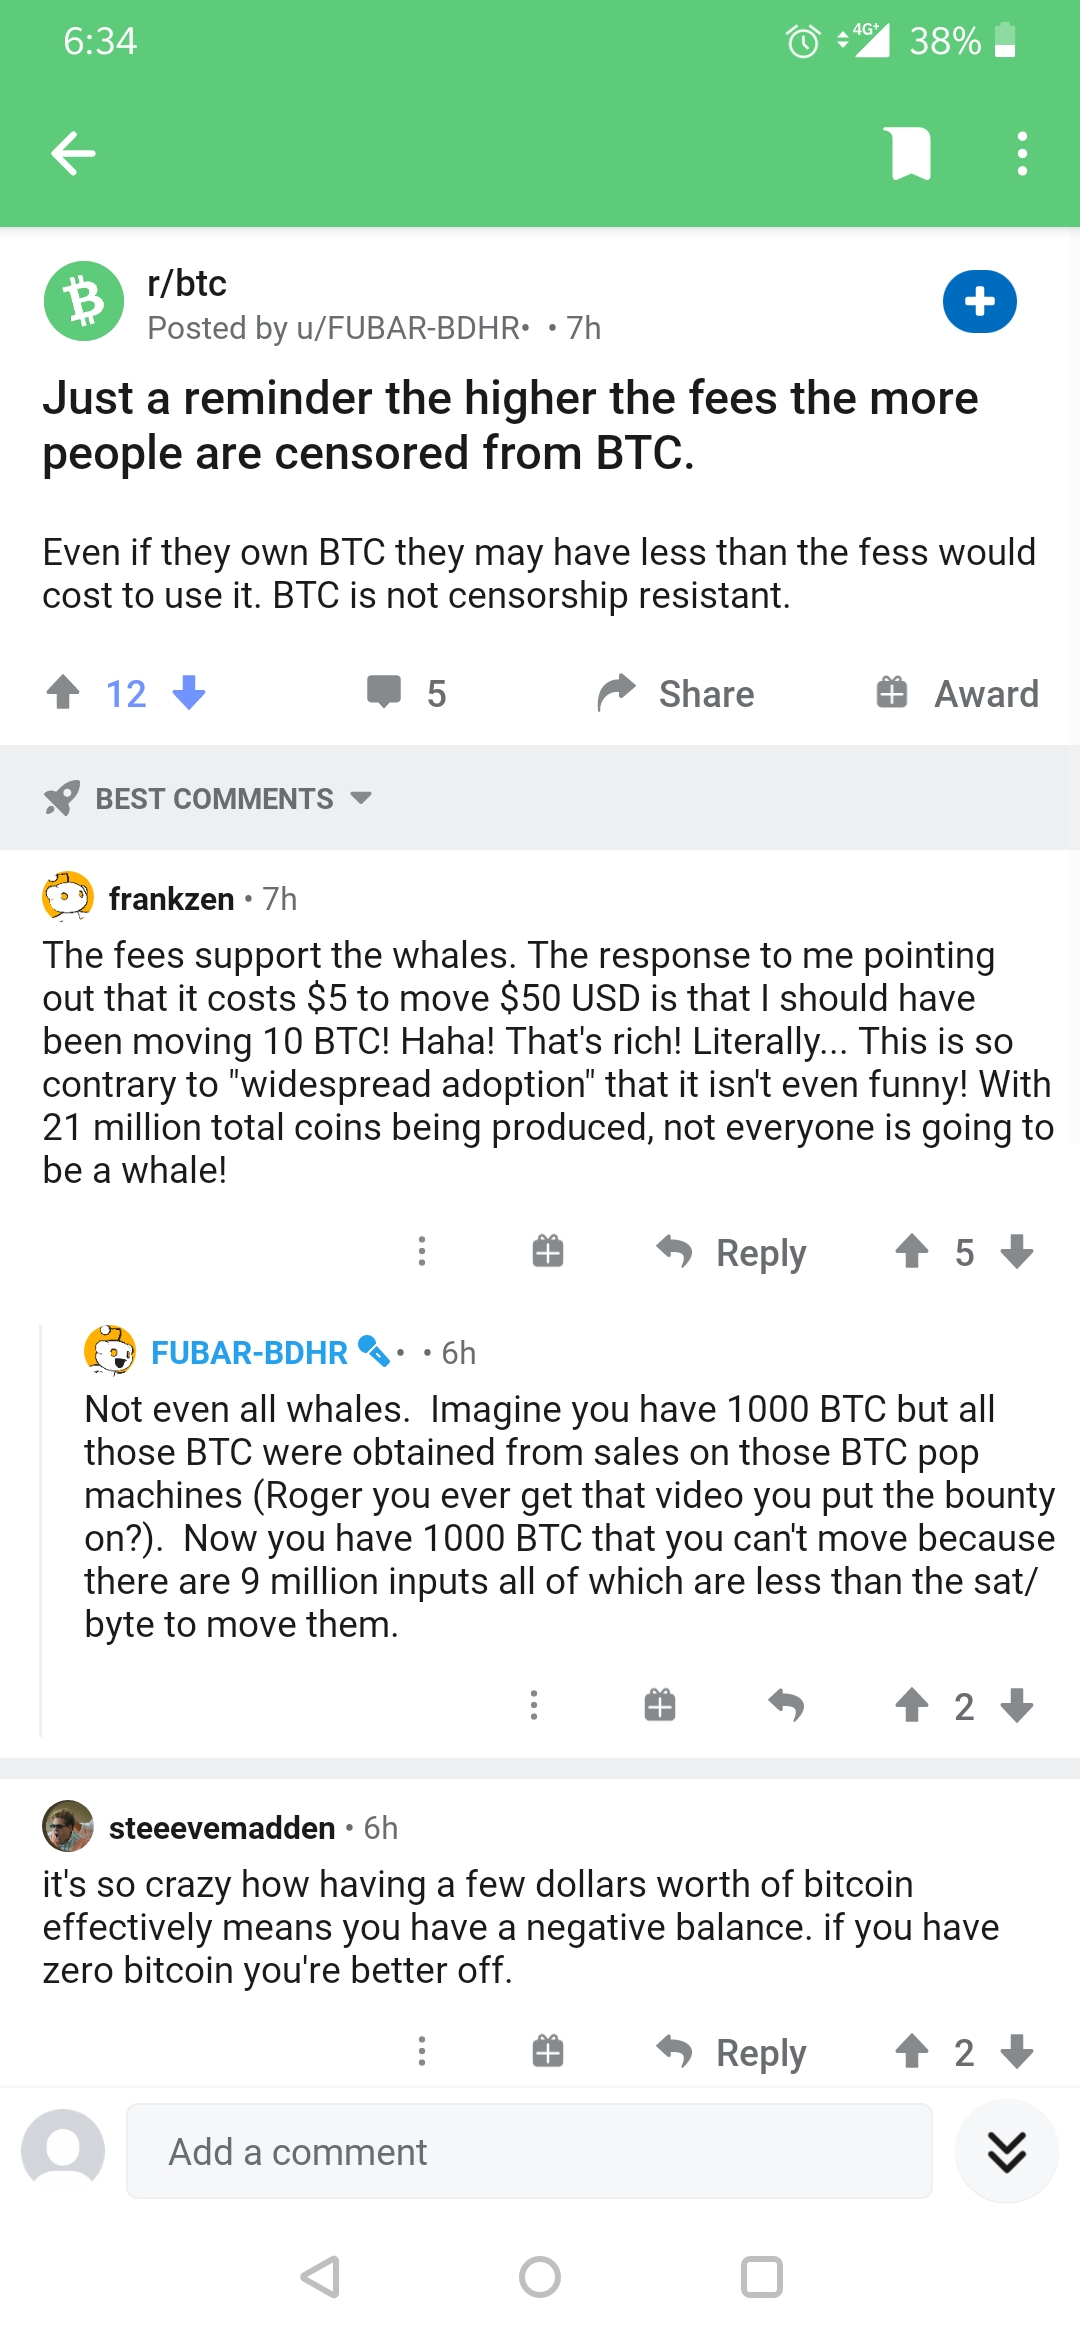 6:34
4G+ 38%
r/btc
Posted by u/FUBAR-BDHR• • 7h
Just a reminder the higher the fees the more
people are censored from BTC.
Even if they own BTC they may have less than the fess would
cost to use it. BTC is not censorship resistant.
12 5 Share Award
BEST COMMENTS
frankzen • 7h
The fees support the whales. The response to me pointing
out that it costs $5 to move $50 USD is that I should have
been moving 10 BTC! Haha! That's rich! Literally... This is so
contrary to "widespread adoption" that it isn't even funny! With
21 million total coins being produced, not everyone is going to
be a whale!
Reply 5
FUBAR-BDHR • • 6h
Not even all whales.  Imagine you have 1000 BTC but all
those BTC were obtained from sales on those BTC pop
machines (Roger you ever get that video you put the bounty
on?).  Now you have 1000 BTC that you can't move because
there are 9 million inputs all of which are less than the sat/
byte to move them.
2
steeevemadden • 6h
it's so crazy how having a few dollars worth of bitcoin
effectively means you have a negative balance. if you have
zero bitcoin you're better off.
Reply 2
Add a comment